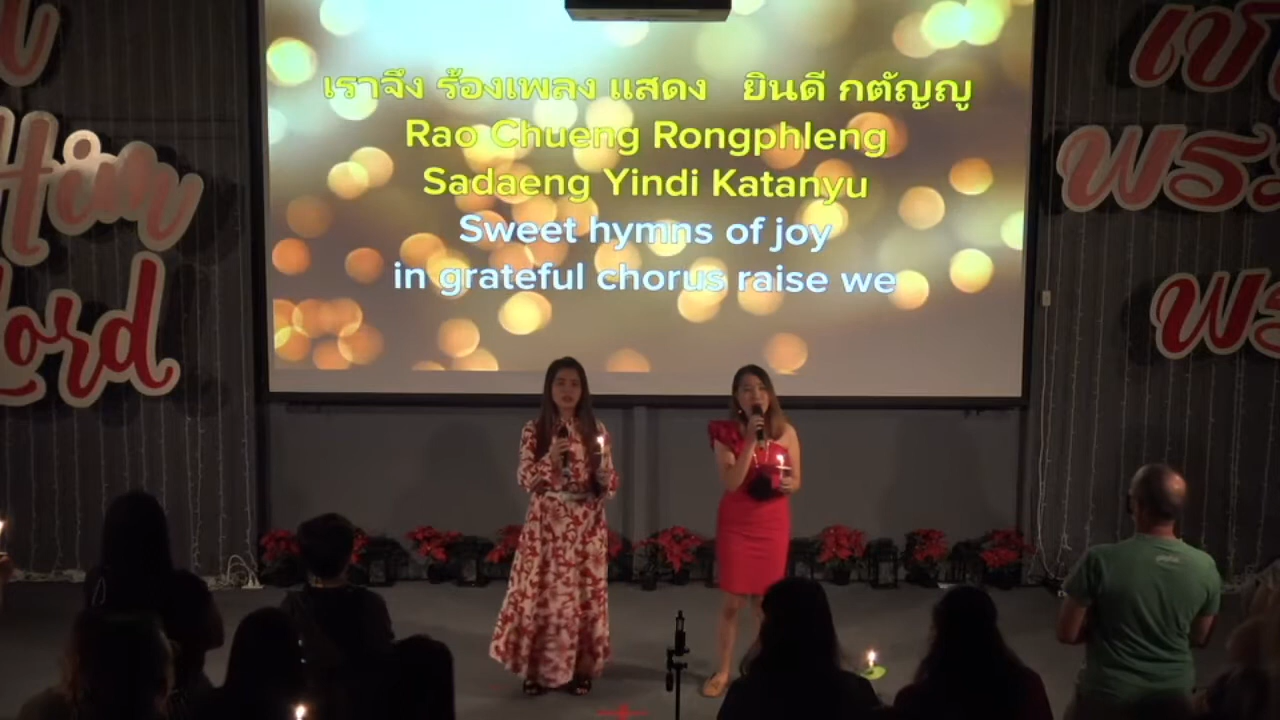 เราจึง ร้องเพลง แสดง ยินดี กตัญญู
Rao Chueng Rongphleng
Sadaeng Yindi Katanyu
Sweet hymns of joy
in grateful chorus raise we
Him
Lord